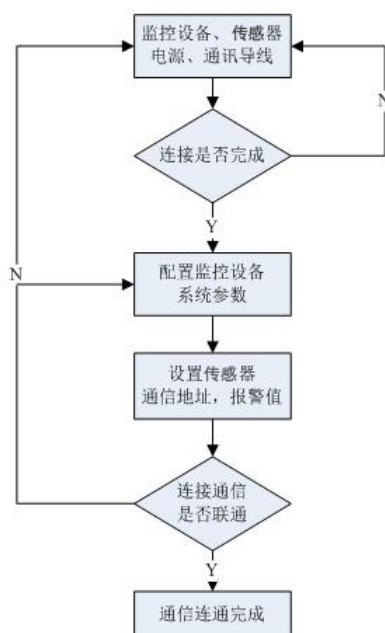 监控设备、传感器
电源、通讯导线
N
连接是否完成
Y
N
配置监控设备
系统参数
设置传感器
通信地址，报警值
连接通信
是否联通
Y
通信连通完成